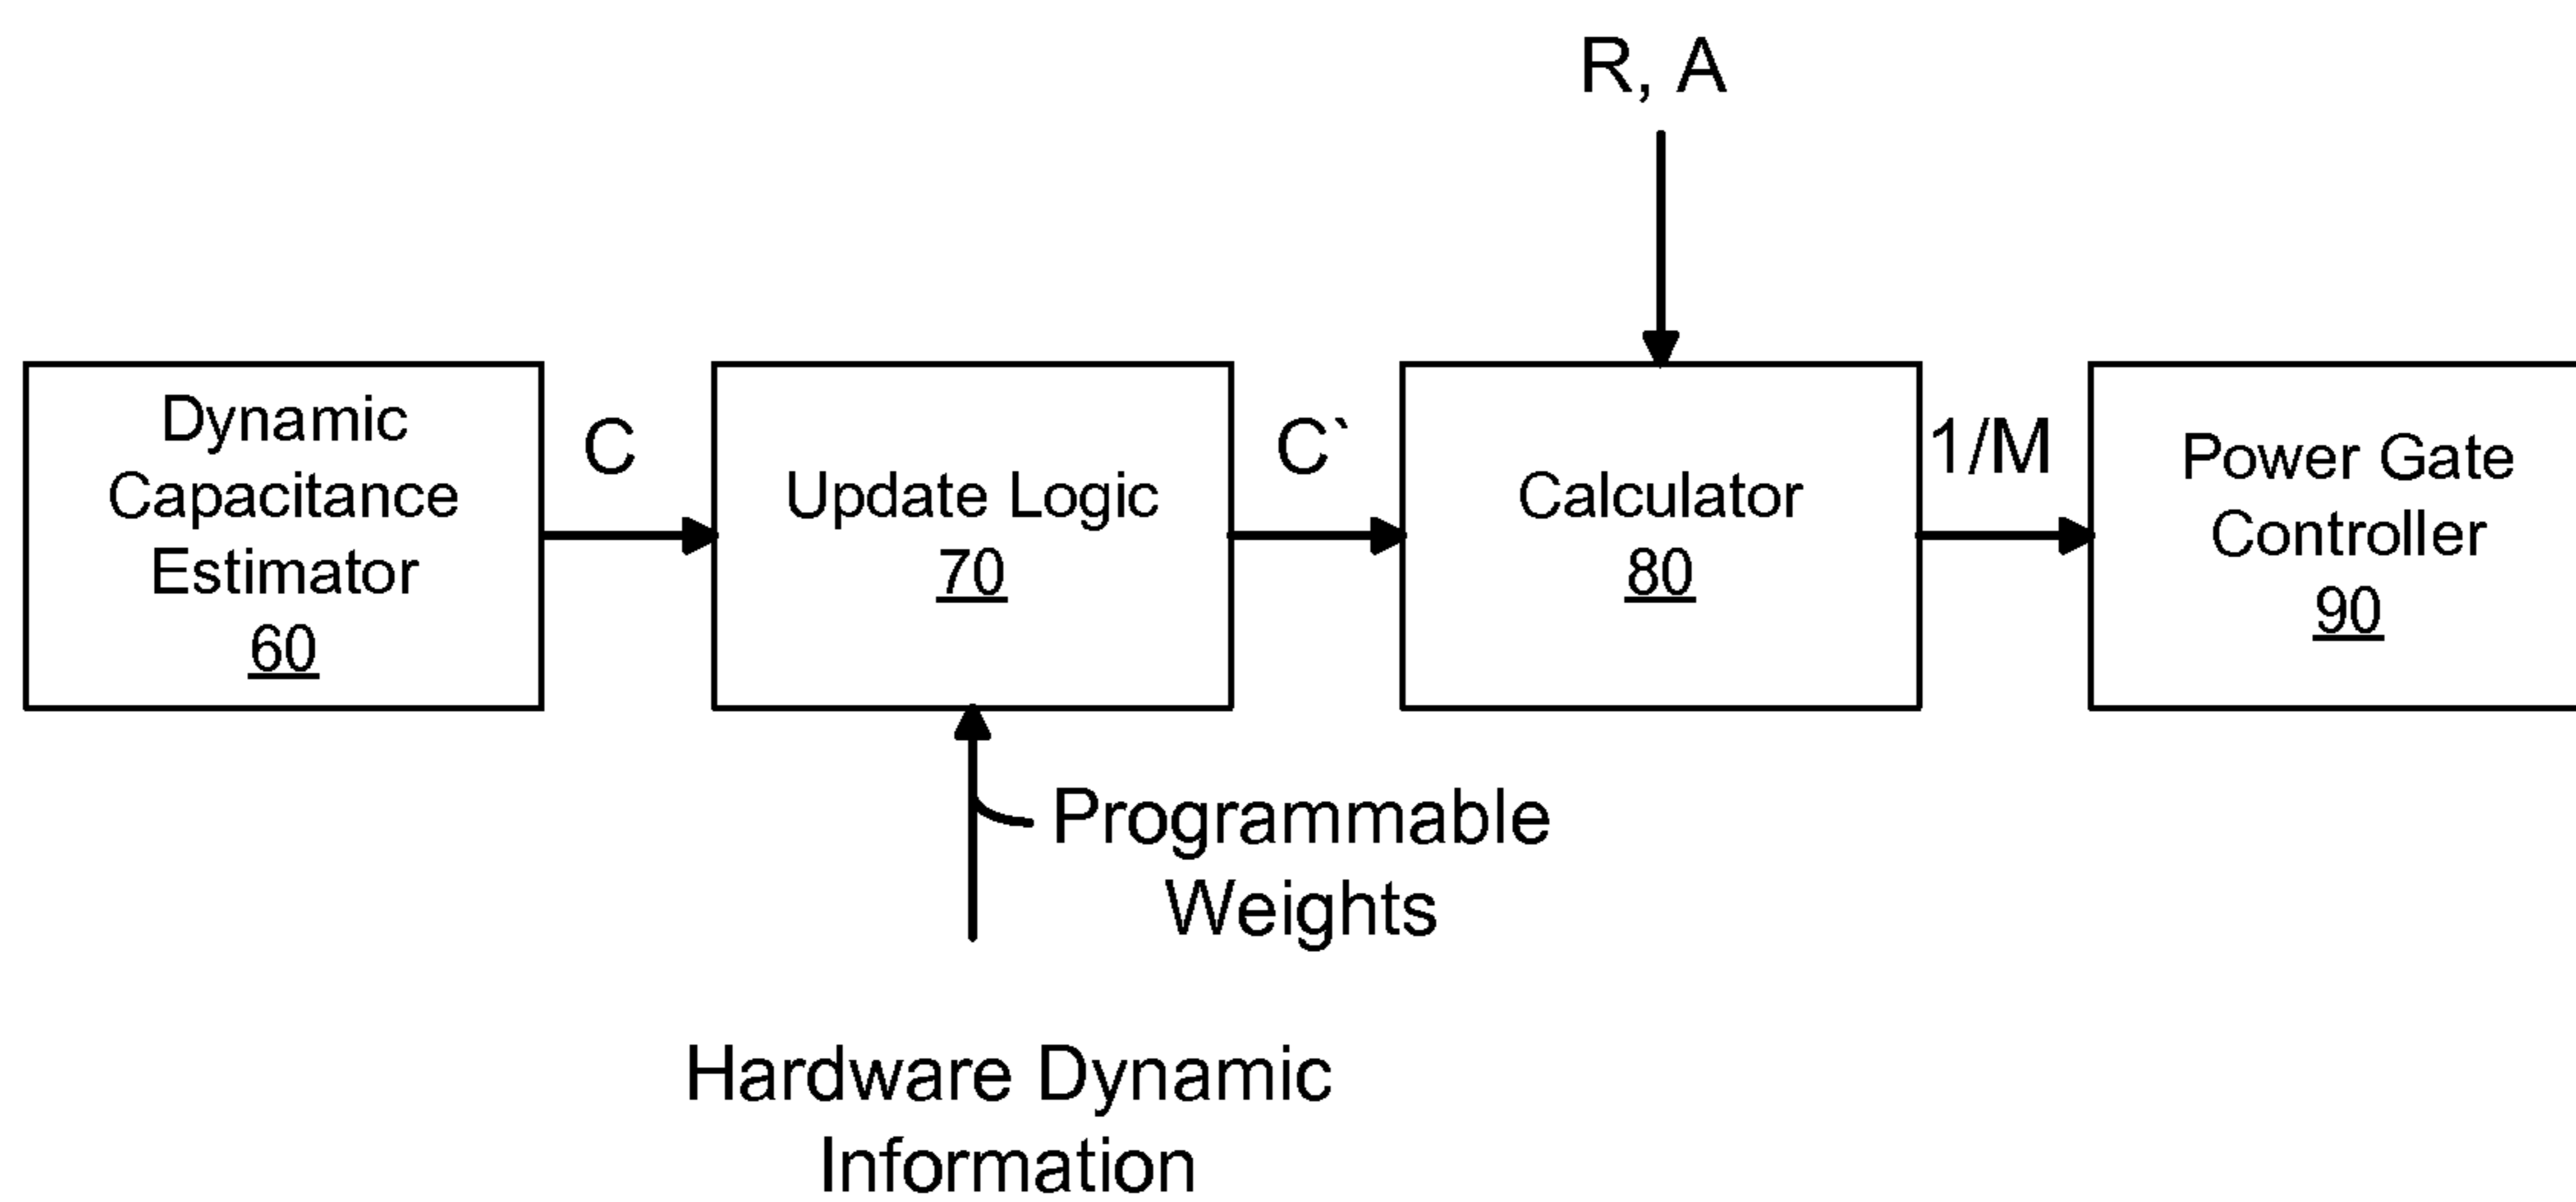 R, A
Dynamic
Capacitance
Estimator
60
C
Update Logic
70
C`
Calculator
80
1/M
Power Gate
Controller
90
Programmable
Weights
Hardware Dynamic
Information